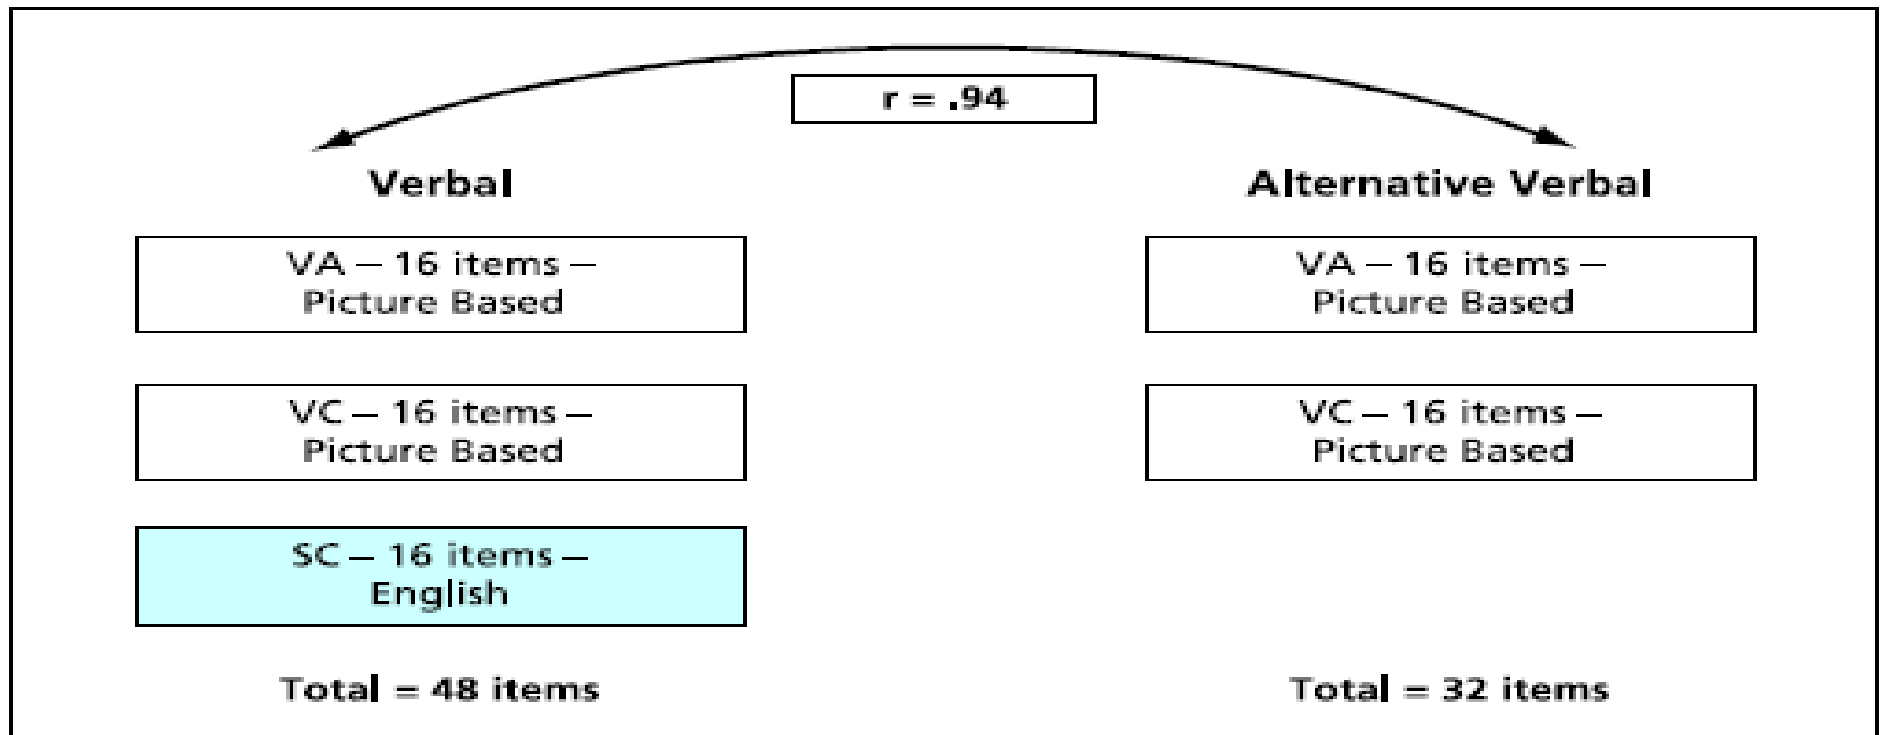 r = .94
Verbal
VA – 16 items –
Picture Based
VC – 16 items –
Picture Based
SC – 16 items –
English
Total = 48 items
Alternative Verbal
VA – 16 items –
Picture Based
VC – 16 items –
Picture Based
Total = 32 items